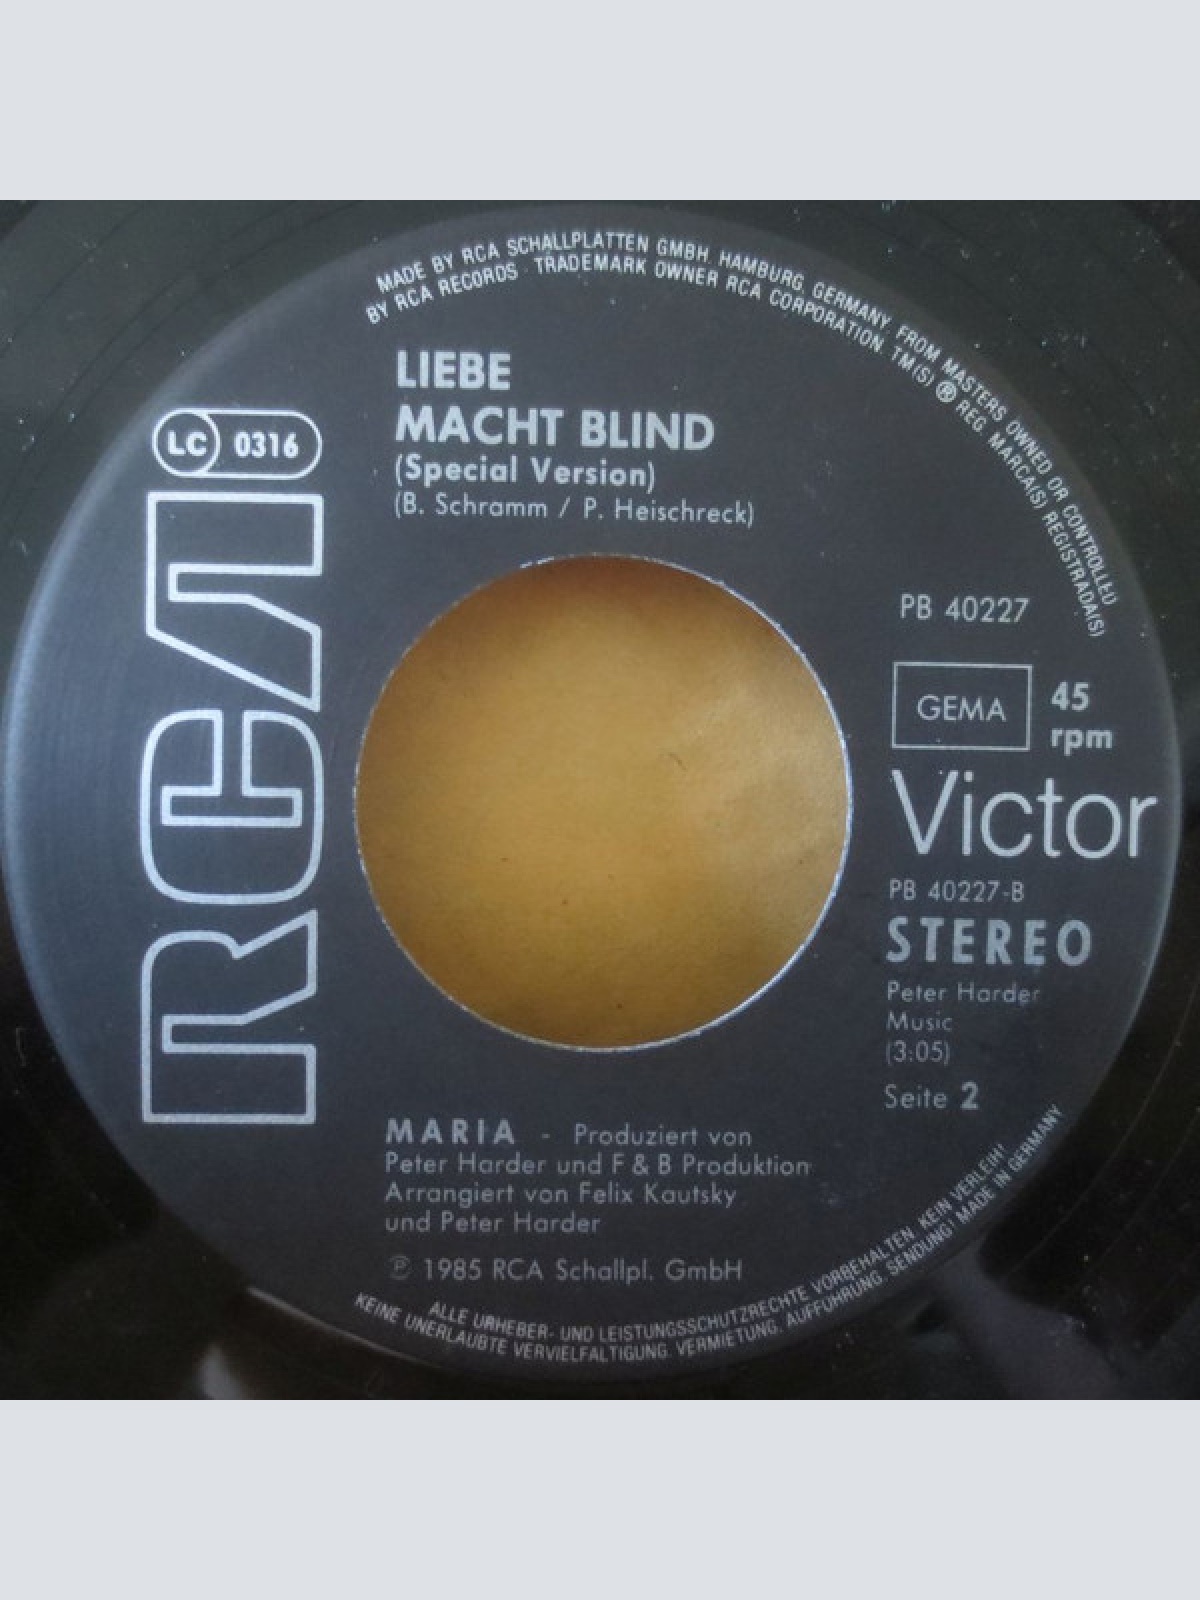 MADE BY RCA SCHALLPLATTEN GMBH. HAMBURG, GERMANY, FROM MASTERS OWNED OR CONTROLLED
BY RCA RECORDS · TRADEMARK OWNER RCA CORPORATION. TM(S) ® REG. MARCA(S) REGISTRADA(S)
LIEBE
MACHT BLIND
(Special Version)
(B. Schramm / P. Heischreck)
LC 0316
RCA
PB 40227
GEMA
45
rpm
Victor
PB 40227-B
STEREO
Peter Harder
Music
(3:05)
Seite 2
MARIA - Produziert von
Peter Harder und F & B Produktion
Arrangiert von Felix Kautsky
und Peter Harder
℗ 1985 RCA Schallpl. GmbH
ALLE URHEBER- UND LEISTUNGSSCHUTZRECHTE VORBEHALTEN. KEIN VERLEIH!
KEINE UNERLAUBTE VERVIELFALTIGUNG. VERMIETUNG. AUFFUHRUNG. SENDUNG! MADE IN GERMANY